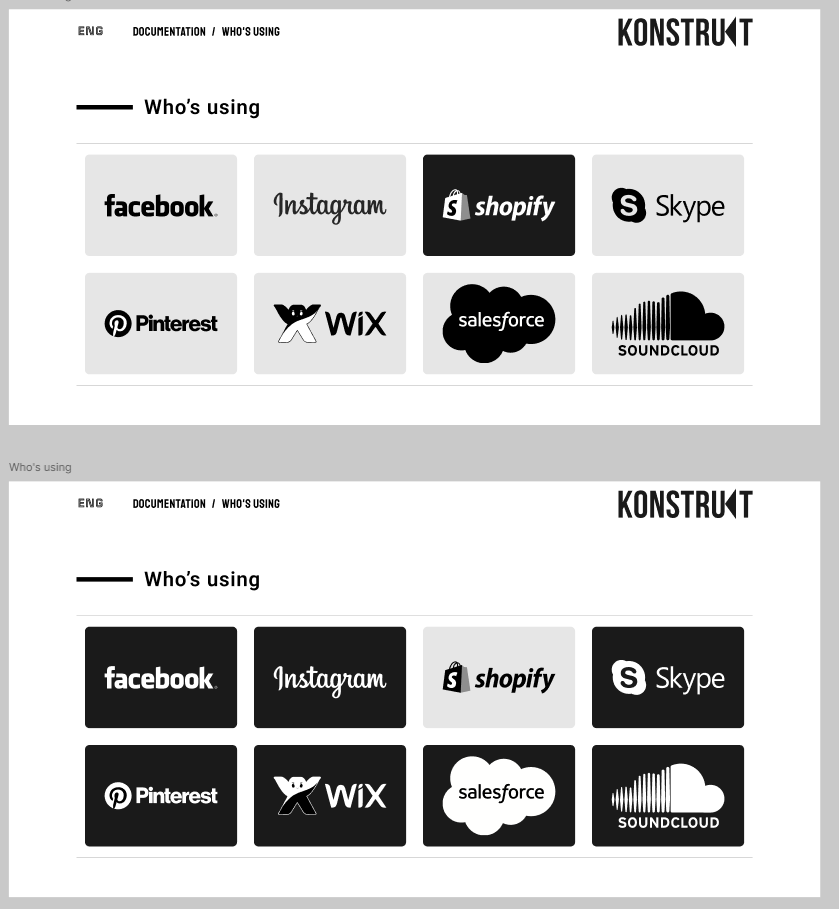 ENG DOCUMENTATION / WHO'S USING KONSTRUKT
Who's using
facebook Instagram shopify Skype
Pinterest WiX salesforce SOUNDCLOUD
Who's using
ENG DOCUMENTATION / WHO'S USING KONSTRUKT
Who's using
facebook Instagram shopify Skype
Pinterest WiX salesforce SOUNDCLOUD